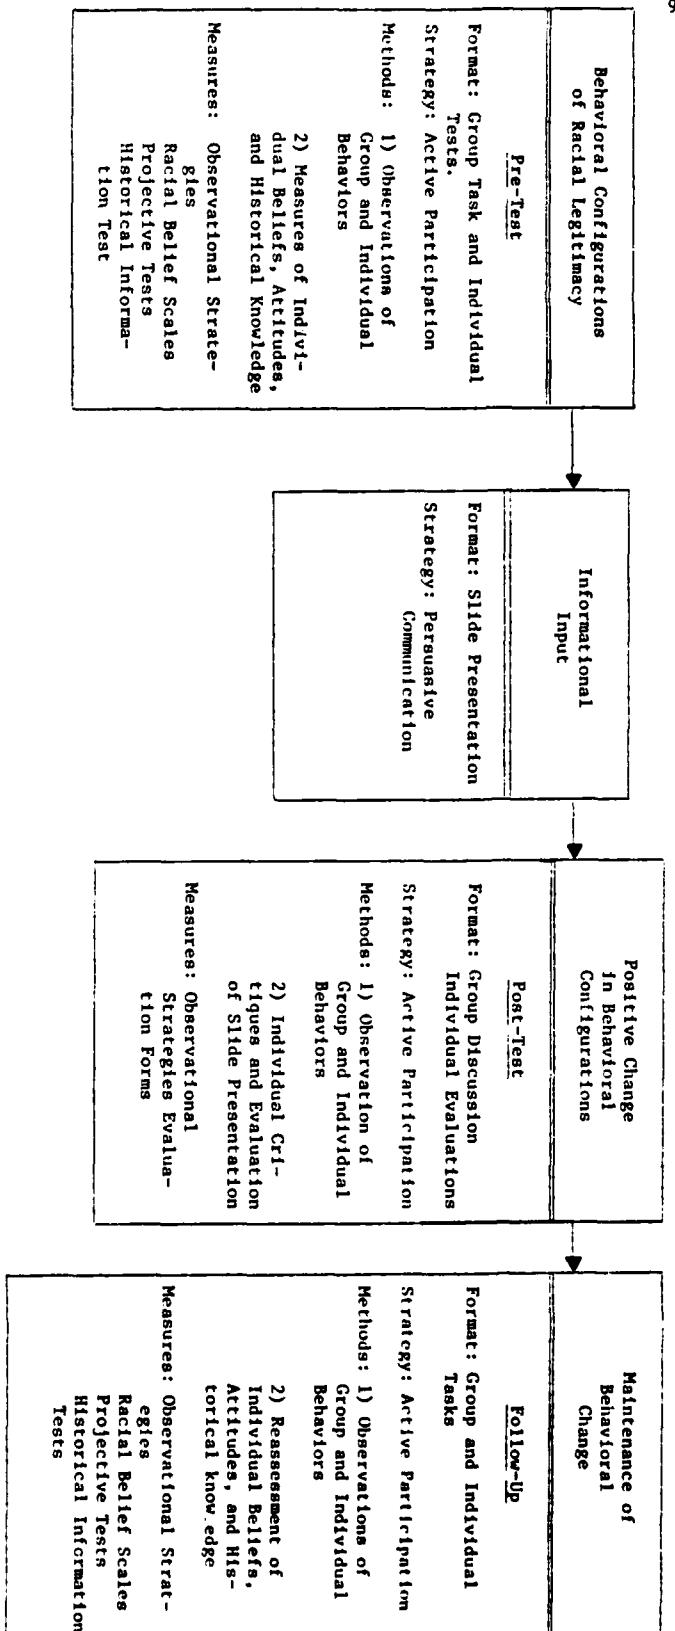 Behavioral Configurations
of Racial Legitimacy
Pre-Test
Format: Group Task and Individual
Tests.
Strategy: Active Participation
Methods: 1) Observations of
Group and Individual
Behaviors
2) Measures of Indivi-
dual Beliefs, Attitudes,
and Historical Knowledge
Measures: Observational Strate-
gies
Racial Belief Scales
Projective Tests
Historical Informa-
tion Test
Informational
Input
Format: Slide Presentation
Strategy: Persuasive
Communication
Positive Change
in Behavioral
Configurations
Post-Test
Format: Group Discussion
Individual Evaluations
Strategy: Active Participation
Methods: 1) Observation of
Group and Individual
Behaviors
2) Individual Cri-
tiques and Evaluation
of Slide Presentation
Measures: Observational
Strategies Evalua-
tion Forms
Maintenance of
Behavioral
Change
Follow-Up
Format: Group and Individual
Tasks
Strategy: Active Participation
Methods: 1) Observations of
Group and Individual
Behaviors
2) Reassessment of
Individual Beliefs,
Attitudes, and His-
torical know.edge
Measures: Observational Strat-
egies
Racial Belief Scales
Projective Tests
Historical Information
Tests